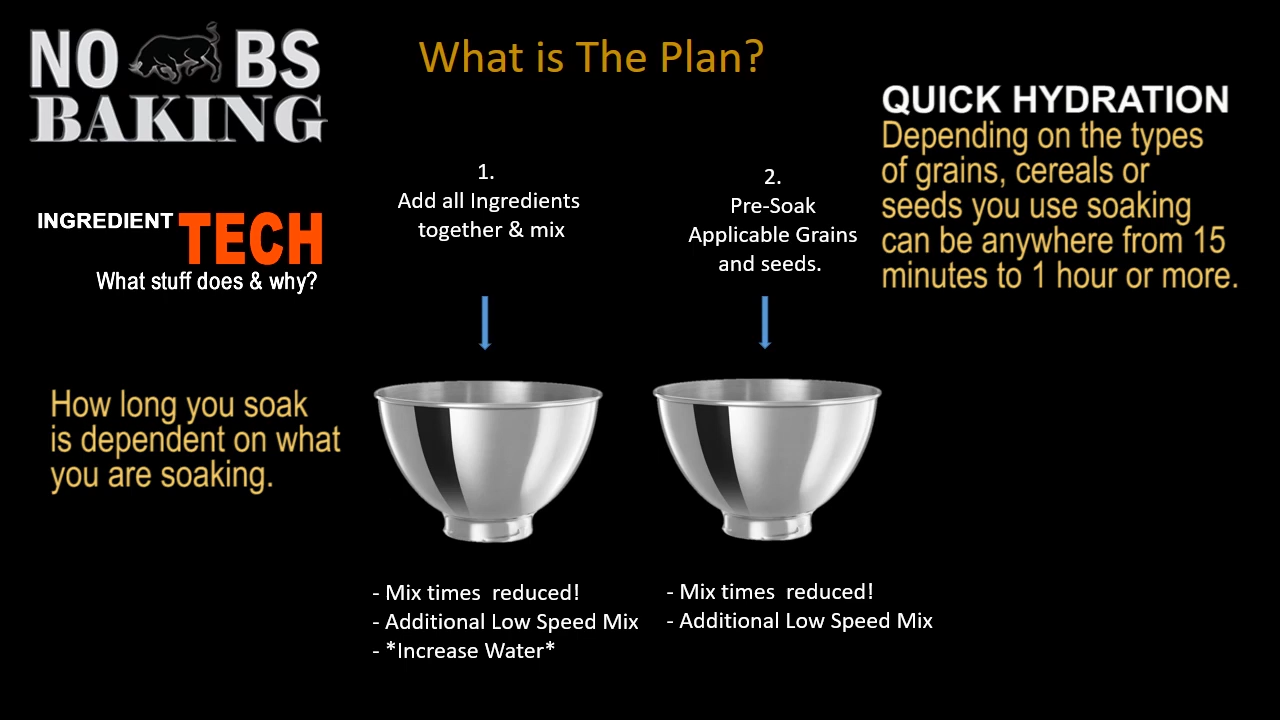 NO BS
BAKING
What is The Plan?
QUICK HYDRATION
Depending on the types
of grains, cereals or
seeds you use soaking
can be anywhere from 15
minutes to 1 hour or more.
INGREDIENT TECH
What stuff does & why?
1.
Add all Ingredients
together & mix
2.
Pre-Soak
Applicable Grains
and seeds.
How long you soak
is dependent on what
you are soaking.
- Mix times  reduced!
- Additional Low Speed Mix
- *Increase Water*
- Mix times  reduced!
- Additional Low Speed Mix